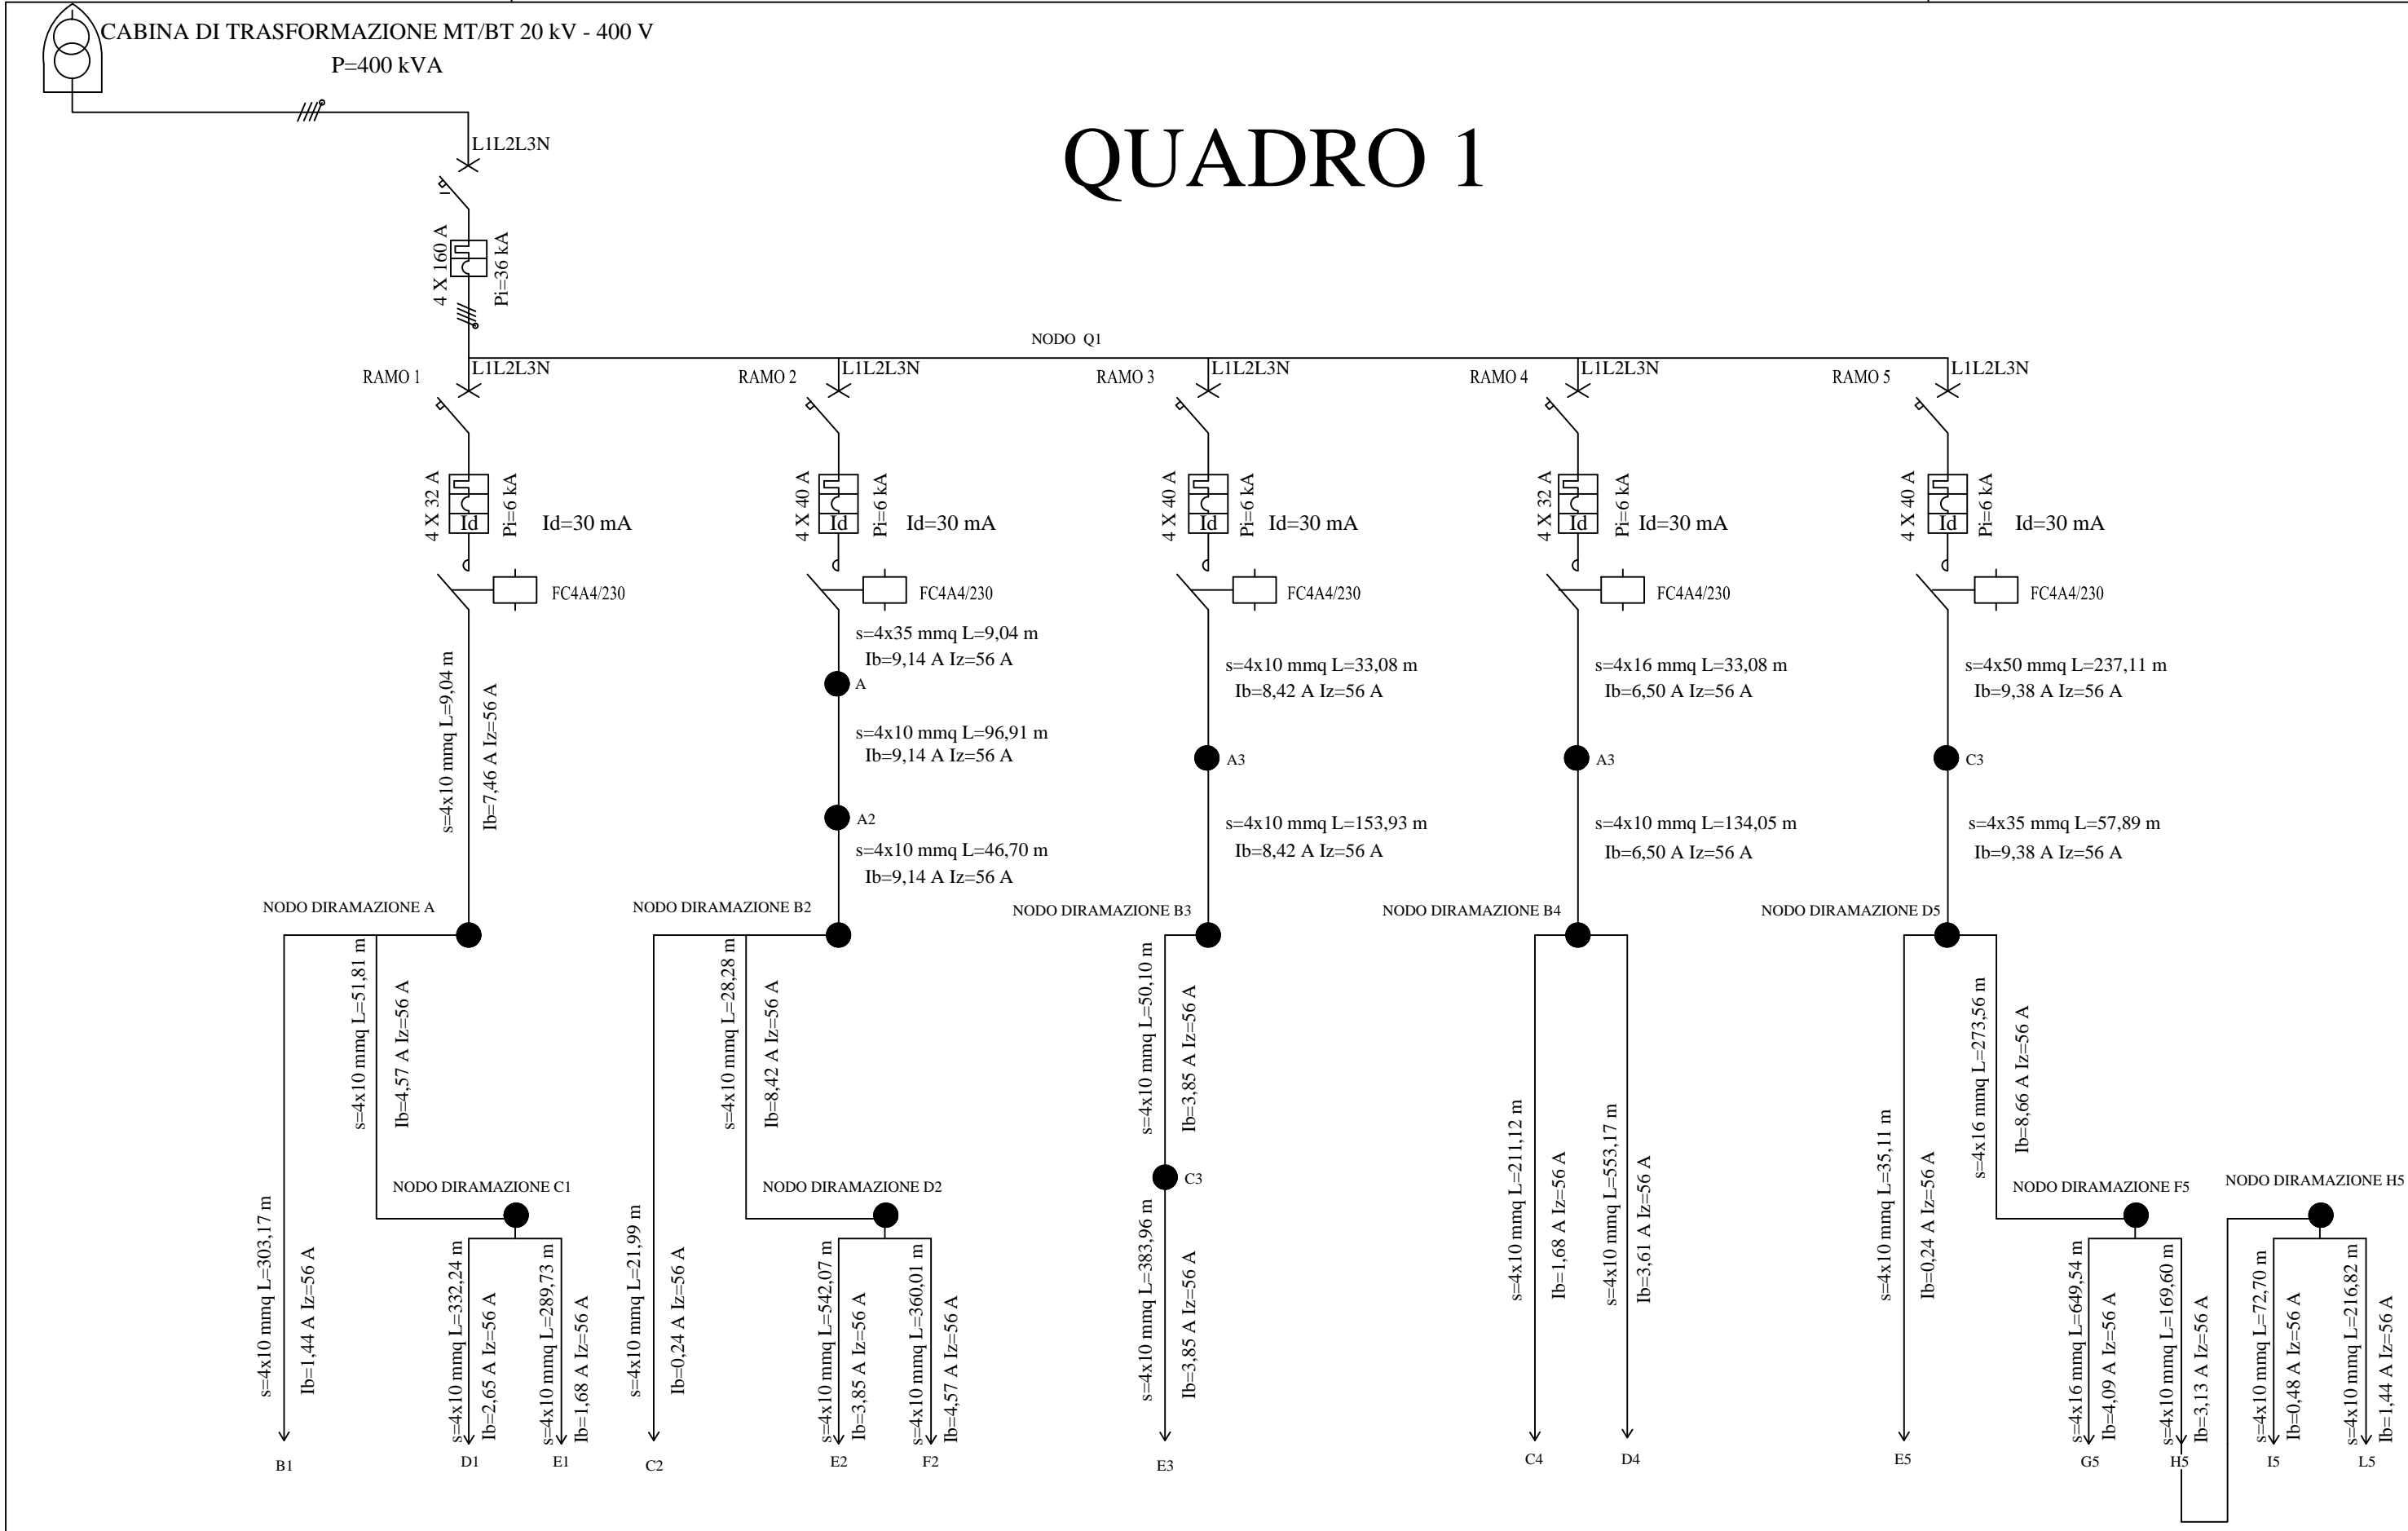 CABINA DI TRASFORMAZIONE MT/BT 20 kV - 400 V
P=400 kVA
QUADRO 1
L1L2L3N
4 X 160 A
Pi=36 kA
NODO Q1
RAMO 1
L1L2L3N
RAMO 2
L1L2L3N
RAMO 3
L1L2L3N
RAMO 4
L1L2L3N
RAMO 5
L1L2L3N
4 X 32 A
Id
Pi=6 kA
Id=30 mA
4 X 40 A
Id
Pi=6 kA
Id=30 mA
4 X 40 A
Id
Pi=6 kA
Id=30 mA
4 X 32 A
Id
Pi=6 kA
Id=30 mA
4 X 40 A
Id
Pi=6 kA
Id=30 mA
FC4A4/230
FC4A4/230
FC4A4/230
FC4A4/230
FC4A4/230
s=4x10 mmq L=9,04 m
Ib=7,46 A Iz=56 A
s=4x35 mmq L=9,04 m
Ib=9,14 A Iz=56 A
A
s=4x10 mmq L=96,91 m
Ib=9,14 A Iz=56 A
A2
s=4x10 mmq L=46,70 m
Ib=9,14 A Iz=56 A
s=4x10 mmq L=33,08 m
Ib=8,42 A Iz=56 A
A3
s=4x10 mmq L=153,93 m
Ib=8,42 A Iz=56 A
s=4x16 mmq L=33,08 m
Ib=6,50 A Iz=56 A
A3
s=4x10 mmq L=134,05 m
Ib=6,50 A Iz=56 A
s=4x50 mmq L=237,11 m
Ib=9,38 A Iz=56 A
C3
s=4x35 mmq L=57,89 m
Ib=9,38 A Iz=56 A
NODO DIRAMAZIONE A
NODO DIRAMAZIONE B2
NODO DIRAMAZIONE B3
NODO DIRAMAZIONE B4
NODO DIRAMAZIONE D5
s=4x10 mmq L=303,17 m
Ib=1,44 A Iz=56 A
s=4x10 mmq L=51,81 m
Ib=4,57 A Iz=56 A
NODO DIRAMAZIONE C1
s=4x10 mmq L=332,24 m
Ib=2,65 A Iz=56 A
s=4x10 mmq L=289,73 m
Ib=1,68 A Iz=56 A
s=4x10 mmq L=21,99 m
Ib=0,24 A Iz=56 A
s=4x10 mmq L=28,28 m
Ib=8,42 A Iz=56 A
NODO DIRAMAZIONE D2
s=4x10 mmq L=542,07 m
Ib=3,85 A Iz=56 A
s=4x10 mmq L=360,01 m
Ib=4,57 A Iz=56 A
s=4x10 mmq L=50,10 m
Ib=3,85 A Iz=56 A
C3
s=4x10 mmq L=383,96 m
Ib=3,85 A Iz=56 A
s=4x10 mmq L=211,12 m
Ib=1,68 A Iz=56 A
s=4x10 mmq L=553,17 m
Ib=3,61 A Iz=56 A
s=4x10 mmq L=35,11 m
Ib=0,24 A Iz=56 A
s=4x16 mmq L=273,56 m
Ib=8,66 A Iz=56 A
NODO DIRAMAZIONE F5
NODO DIRAMAZIONE H5
s=4x16 mmq L=649,54 m
Ib=4,09 A Iz=56 A
s=4x10 mmq L=169,60 m
Ib=3,13 A Iz=56 A
s=4x10 mmq L=72,70 m
Ib=0,48 A Iz=56 A
s=4x10 mmq L=216,82 m
Ib=1,44 A Iz=56 A
B1
D1
E1
C2
E2
F2
E3
C4
D4
E5
G5
H5
I5
L5